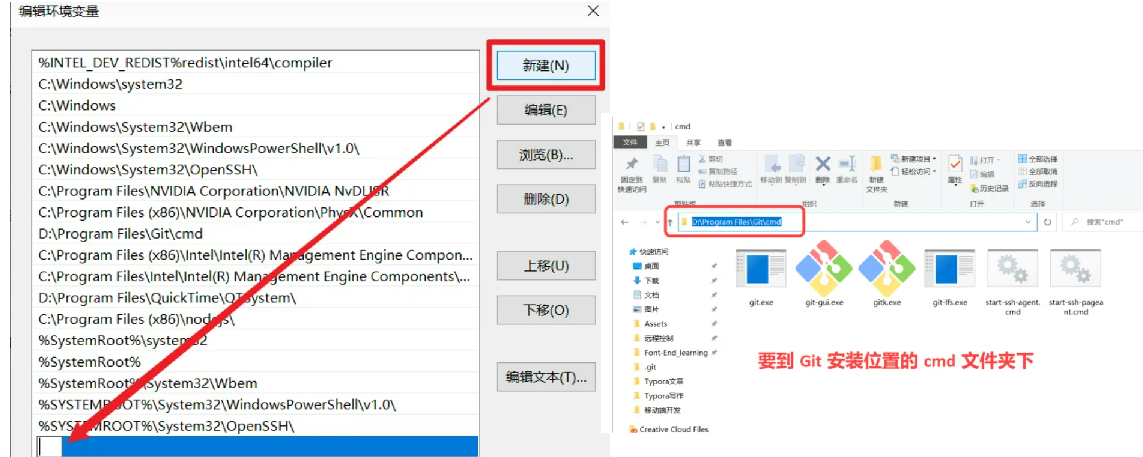 编辑环境变量
%INTEL_DEV_REDIST%redist\intel64\compiler
C:\Windows\system32
C:\Windows
C:\Windows\System32\Wbem
C:\Windows\System32\WindowsPowerShell\v1.0\
C:\Windows\System32\OpenSSH\
C:\Program Files\NVIDIA Corporation\NVIDIA NvDLISR
C:\Program Files (x86)\NVIDIA Corporation\PhysX\Common
D:\Program Files\Git\cmd
C:\Program Files (x86)\Intel\Intel(R) Management Engine Compon...
C:\Program Files\Intel\Intel(R) Management Engine Components\...
D:\Program Files\QuickTime\QTSystem\
C:\Program Files (x86)\nodejs\
%SystemRoot%\system32
%SystemRoot%
%SystemRoot%\System32\Wbem
%SYSTEMROOT%\System32\WindowsPowerShell\v1.0\
%SYSTEMROOT%\System32\OpenSSH\
新建(N)
编辑(E)
浏览(B)...
删除(D)
上移(U)
下移(O)
编辑文本(T)...
cmd
文件 主页 共享 查看
固定到快速访问
复制
粘贴
剪切
复制路径
粘贴快捷方式
移动到 复制到 删除 重命名
新建文件夹
新建项目
轻松访问
属性
打开
编辑
历史记录
全部选择
全部取消
反向选择
剪贴板 组织 新建 打开 选择
D:\Program Files\Git\cmd
搜索"cmd"
快速访问
桌面
下载
文档
图片
Assets
远程控制
Font-End_learning
.git
Typora文章
Typora写作
移动端开发
Creative Cloud Files
git.exe
git-gui.exe
gitk.exe
git-lfs.exe
start-ssh-agent.cmd
start-ssh-pageant.cmd
要到 Git 安装位置的 cmd 文件夹下